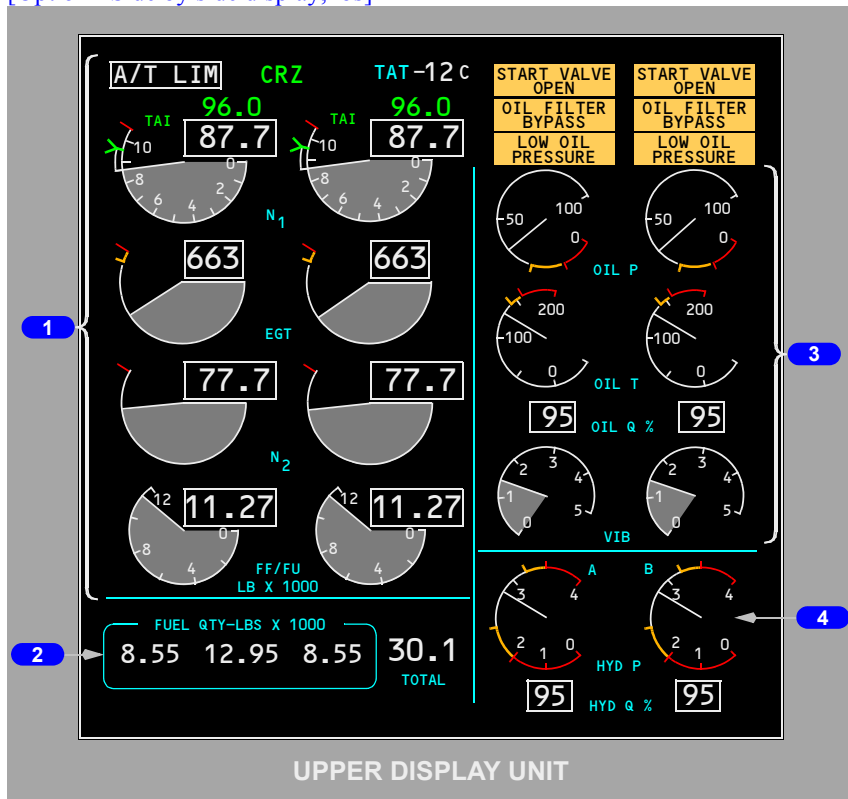 A/T LIM CRZ TAT -12 C
START VALVE OPEN START VALVE OPEN
OIL FILTER BYPASS OIL FILTER BYPASS
LOW OIL PRESSURE LOW OIL PRESSURE
TAI 96.0 TAI 96.0
87.7 87.7
10 8 6 4 2 0 10 8 6 4 2 0
N1
663 663
EGT
77.7 77.7
N2
11.27 11.27
12 8 4 0 12 8 4 0
FF/FU
LB X 1000
FUEL QTY-LBS X 1000
8.55 12.95 8.55 30.1
TOTAL
100 50 0 100 50 0
OIL P
200 100 0 200 100 0
OIL T
95 OIL Q % 95
0 1 2 3 4 5 0 1 2 3 4 5
VIB
A B
4 3 2 1 0 4 3 2 1 0
HYD P
95 HYD Q % 95
1
2
3
4
UPPER DISPLAY UNIT